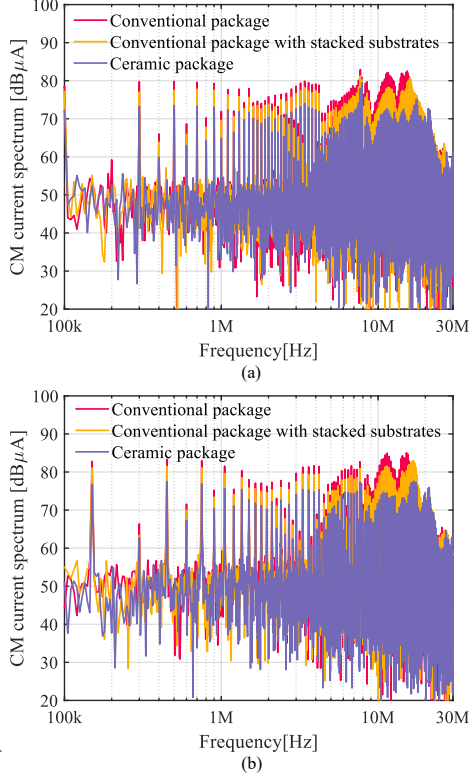 100
Conventional package
Conventional package with stacked substrates
Ceramic package
90
80
70
60
50
40
30
20
CM current spectrum [dBμA]
100k 1M 10M 30M
Frequency[Hz]
(a)
100
Conventional package
Conventional package with stacked substrates
Ceramic package
90
80
70
60
50
40
30
20
CM current spectrum [dBμA]
100k 1M 10M 30M
Frequency[Hz]
(b)